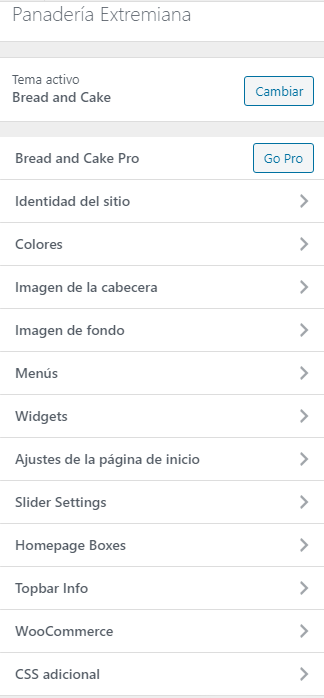 Panadería Extremiana
Tema activo
Bread and Cake
Cambiar
Bread and Cake Pro
Go Pro
Identidad del sitio
Colores
Imagen de la cabecera
Imagen de fondo
Menús
Widgets
Ajustes de la página de inicio
Slider Settings
Homepage Boxes
Topbar Info
WooCommerce
CSS adicional